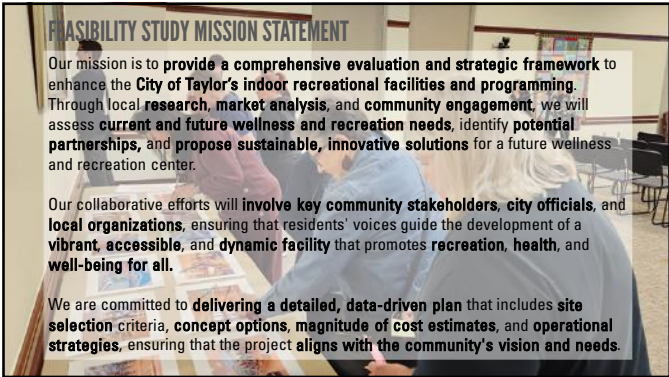 FEASIBILITY STUDY MISSION STATEMENT
Our mission is to provide a comprehensive evaluation and strategic framework to
enhance the City of Taylor's indoor recreational facilities and programming.
Through local research, market analysis, and community engagement, we will
assess current and future wellness and recreation needs, identify potential
partnerships, and propose sustainable, innovative solutions for a future wellness
and recreation center.
Our collaborative efforts will involve key community stakeholders, city officials, and
local organizations, ensuring that residents' voices guide the development of a
vibrant, accessible, and dynamic facility that promotes recreation, health, and
well-being for all.
We are committed to delivering a detailed, data-driven plan that includes site
selection criteria, concept options, magnitude of cost estimates, and operational
strategies, ensuring that the project aligns with the community's vision and needs.